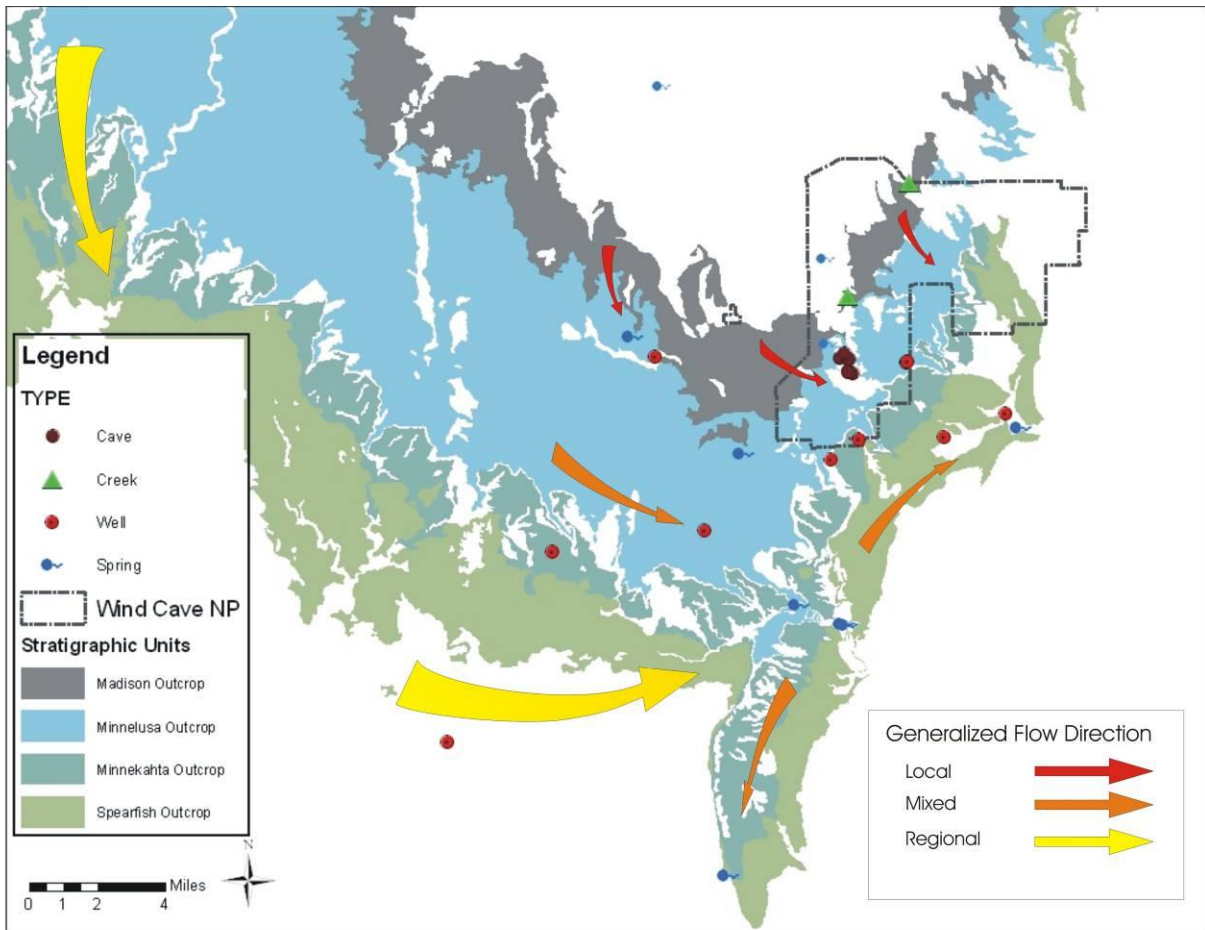 Legend
TYPE
Cave
Creek
Well
Spring
Wind Cave NP
Stratigraphic Units
Madison Outcrop
Minnelusa Outcrop
Minnekahta Outcrop
Spearfish Outcrop
N
Miles
0 1 2 4
Generalized Flow Direction
Local
Mixed
Regional